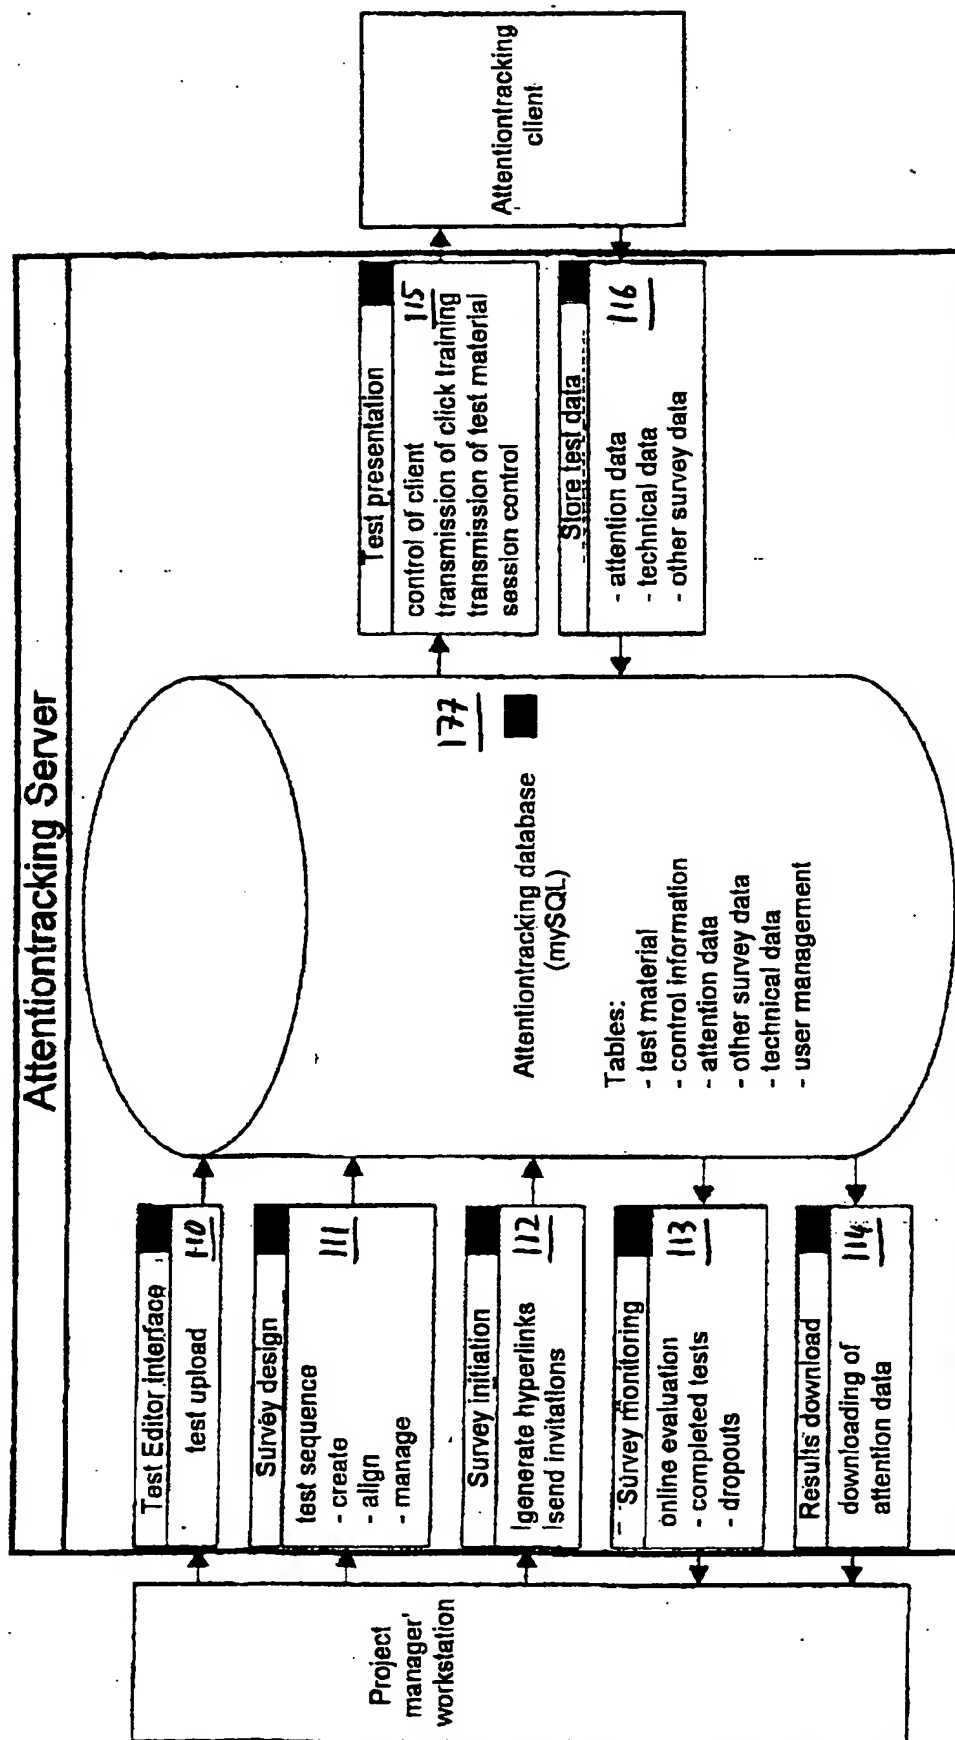 Attentiontracking Server
Project
manager'
workstation
Test Editor interface
110
test upload
Survey design
111
test sequence
- create
- align
- manage
Survey initiation
112
generate hyperlinks
send invitations
Survey monitoring
113
online evaluation
- completed tests
- dropouts
Results download
114
downloading of
attention data
177
Attentiontracking database
(mySQL)
Tables:
- test material
- control information
- attention data
- other survey data
- technical data
- user management
Test presentation
115
control of client
transmission of click training
transmission of test material
session control
Store test data
116
- attention data
- technical data
- other survey data
Attentiontracking
client